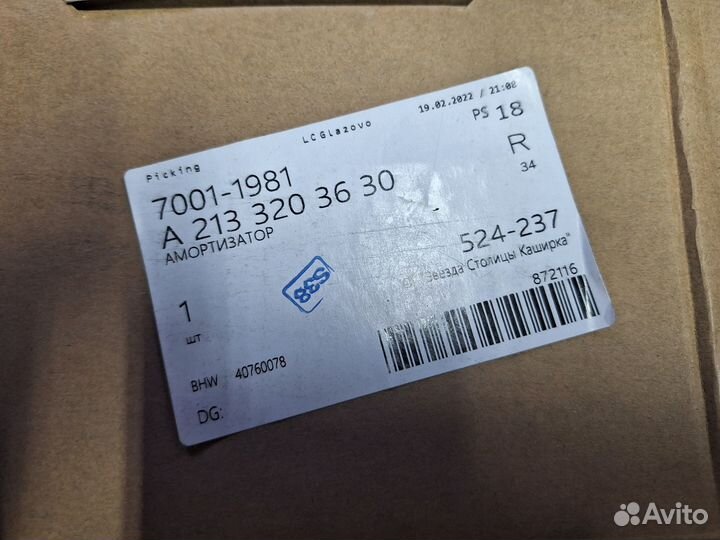 Picking
LCGlazovo
19.02.2022 / 21:08
7001-1981
PS 18
A 213 320 36 30
R
АМОРТИЗАТОР
34
-
524-237
"Звезда Столицы Каширка"
538
872116
1
шт
BHW 40760078
DG:
Avito